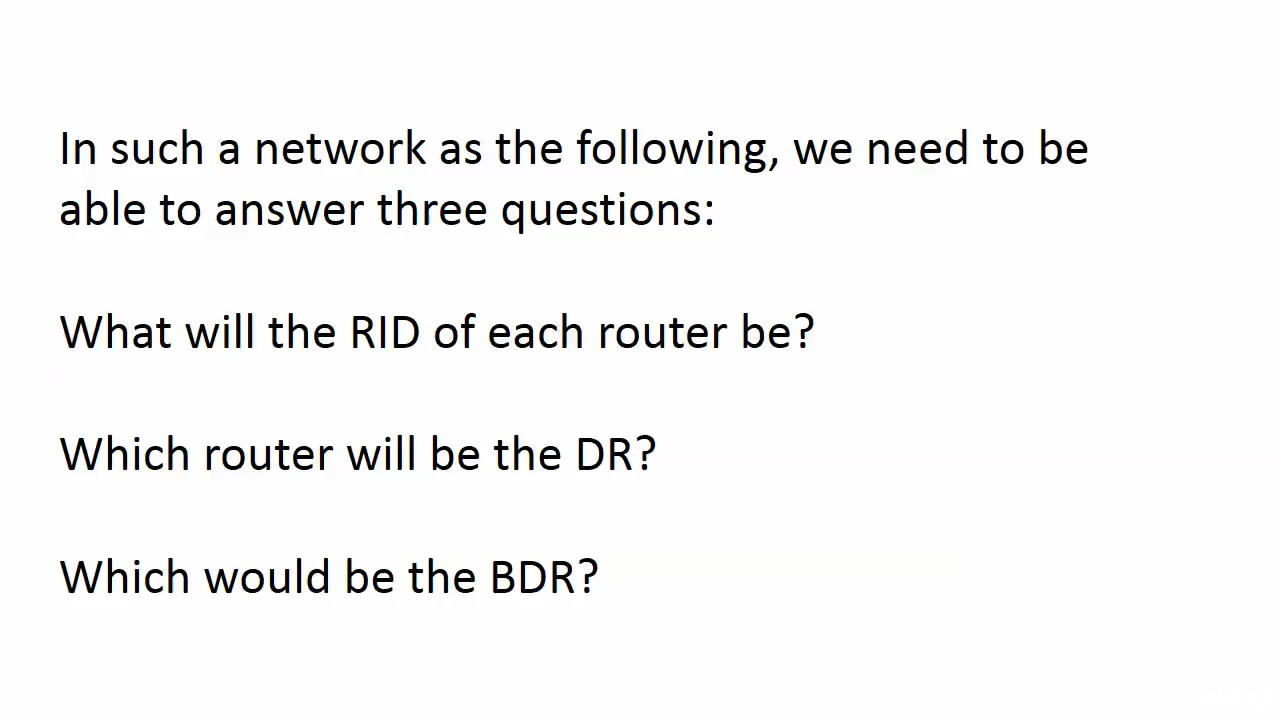 In such a network as the following, we need to be
able to answer three questions:
What will the RID of each router be?
Which router will be the DR?
Which would be the BDR?